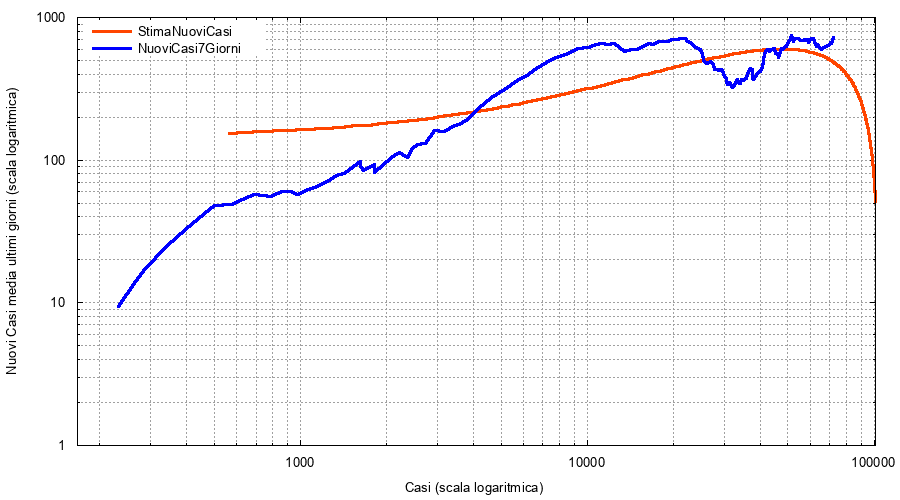 1000
StimaNuoviCasi
NuoviCasi7Giorni
100
10
1
Nuovi Casi media ultimi giorni (scala logaritmica)
1000
10000
100000
Casi (scala logaritmica)